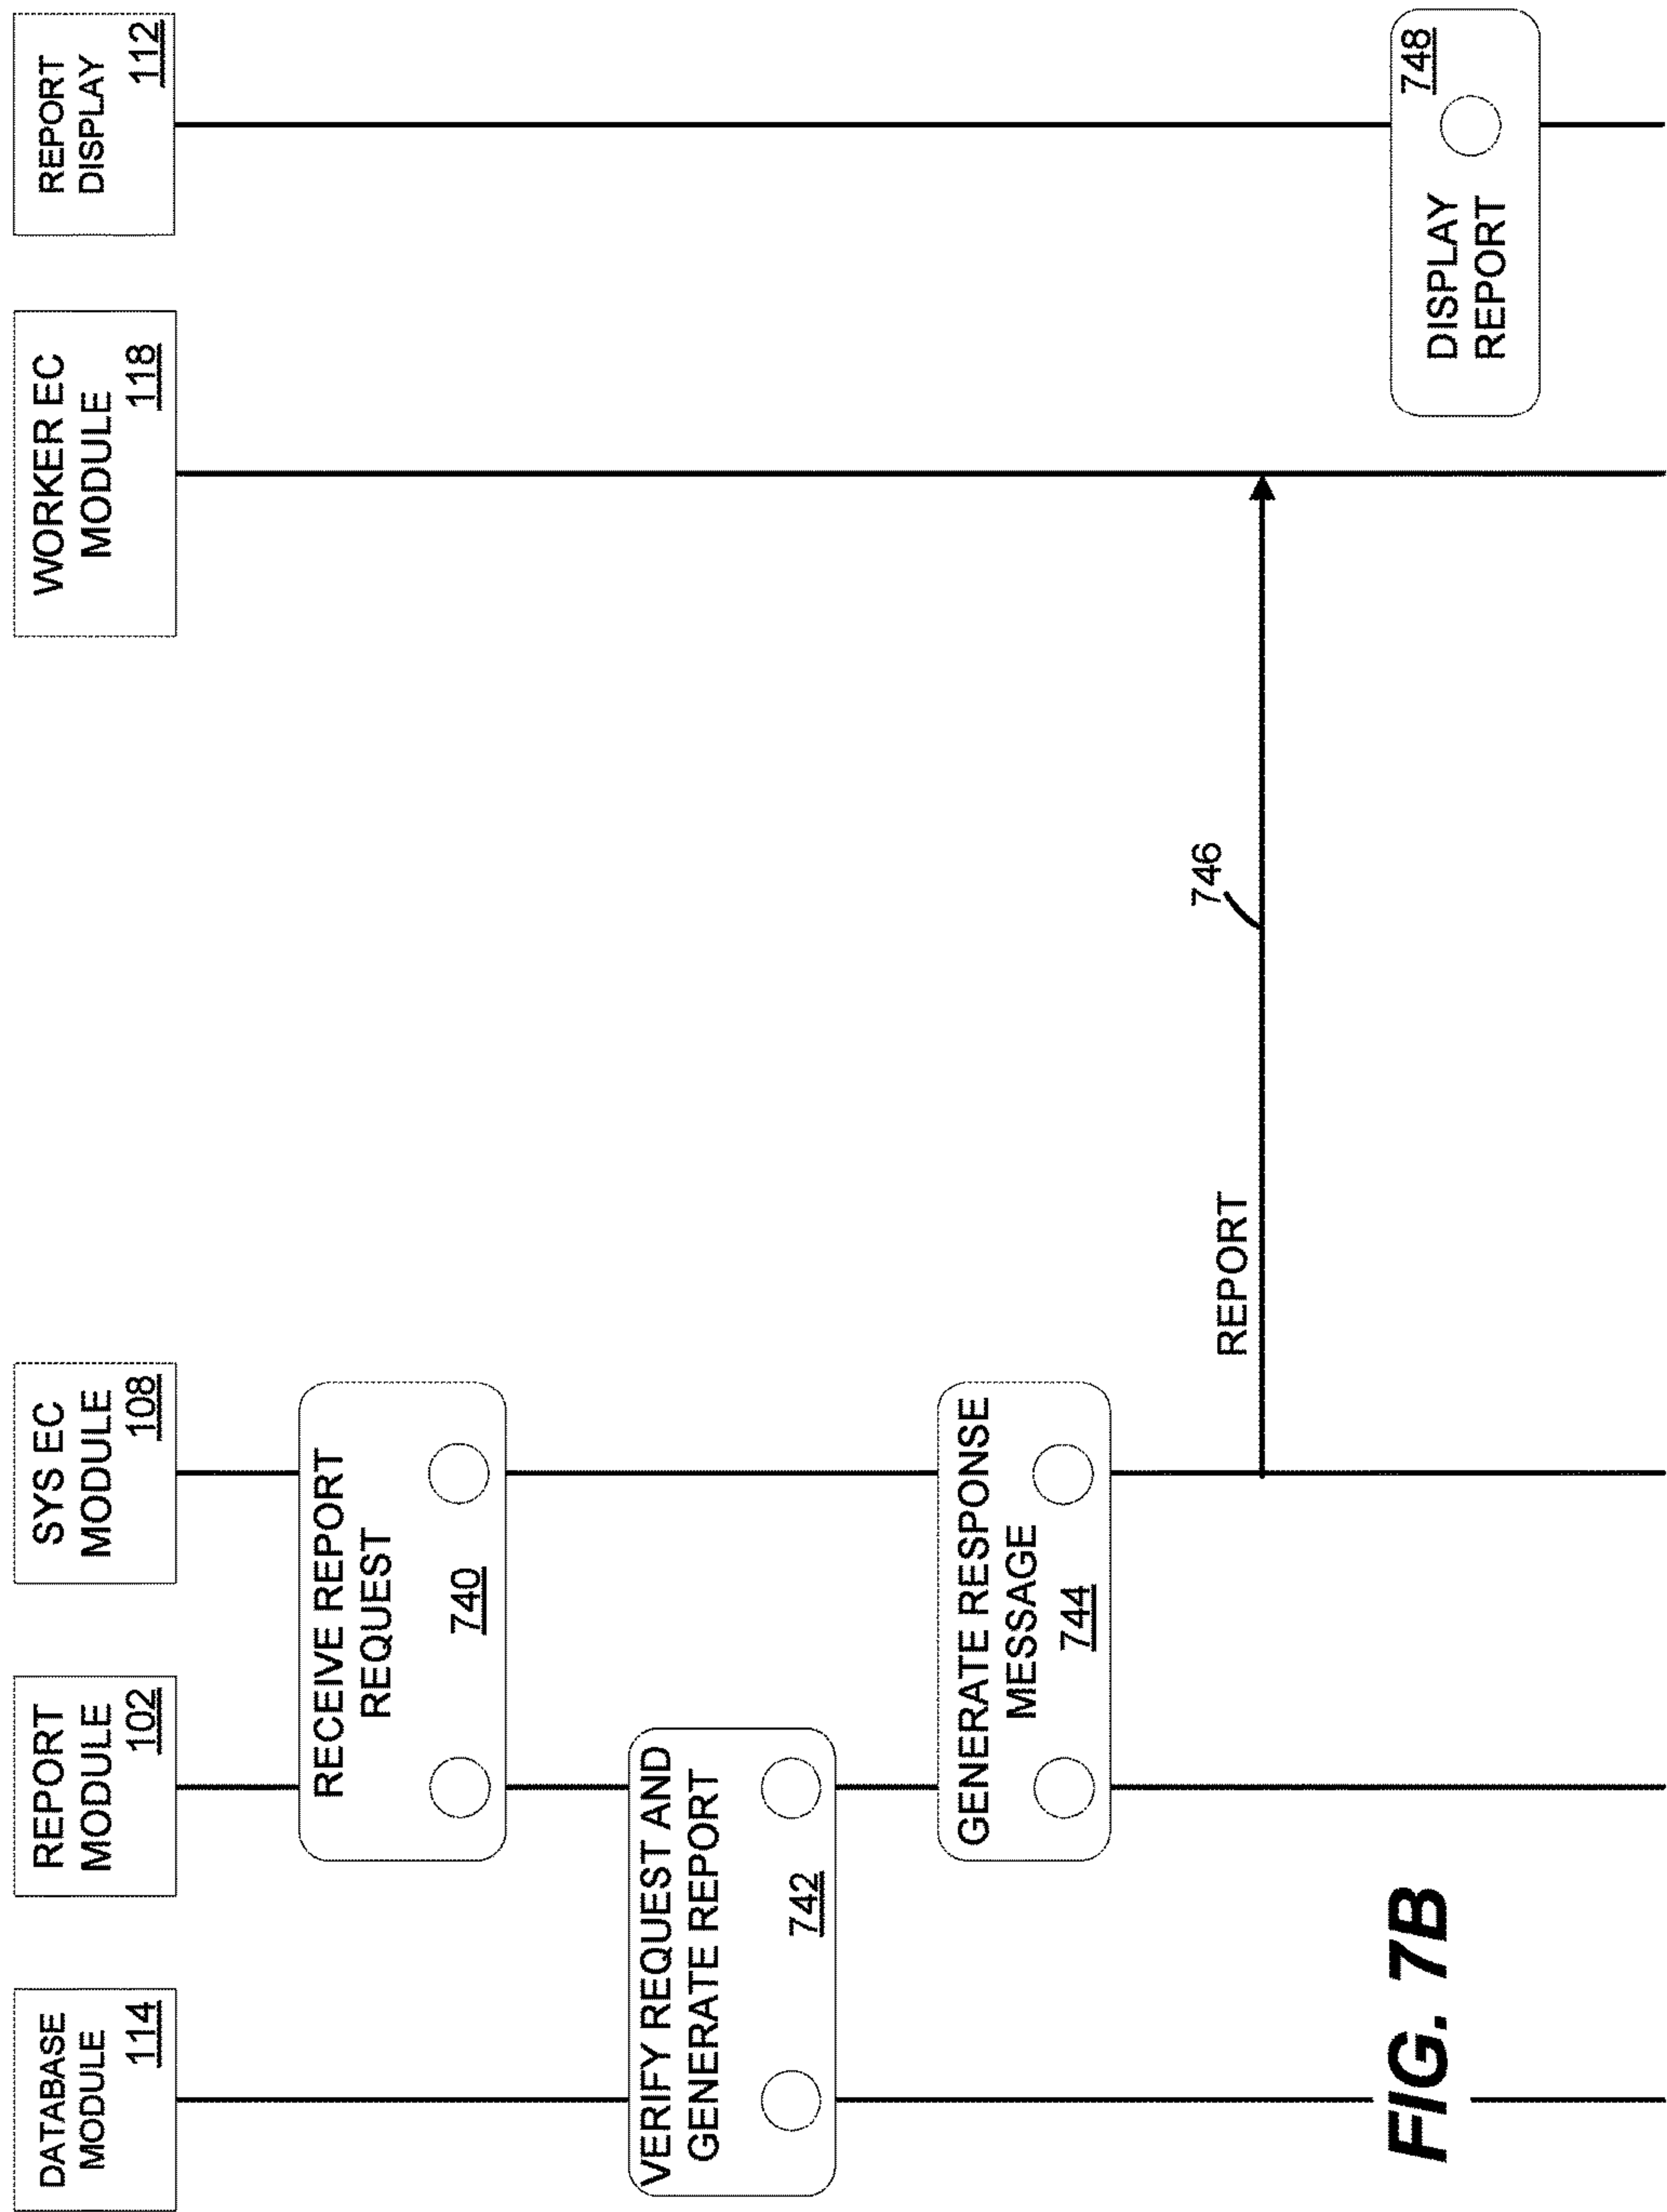 DATABASE
MODULE
114
REPORT
MODULE
102
SYS EC
MODULE
108
WORKER EC
MODULE
118
REPORT
DISPLAY
112
RECEIVE REPORT
REQUEST
740
VERIFY REQUEST AND
GENERATE REPORT
742
GENERATE RESPONSE
MESSAGE
744
REPORT
746
DISPLAY
REPORT
748
FIG. 7B